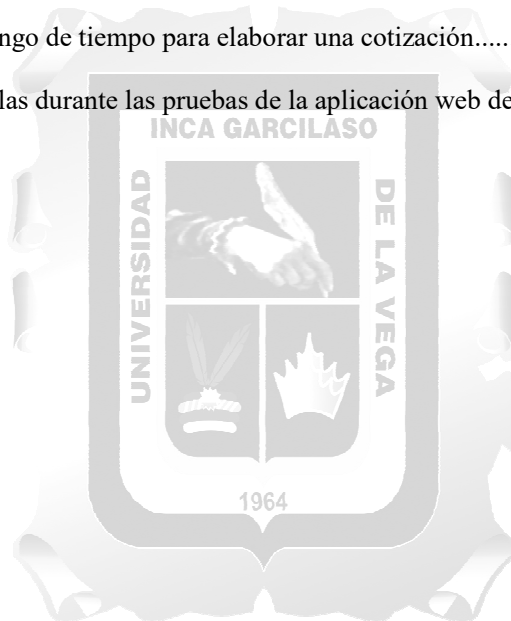 ngo de tiempo para elaborar una cotización.....
las durante las pruebas de la aplicación web de
INCA GARCILASO
UNIVERSIDAD
DE LA VEGA
1964